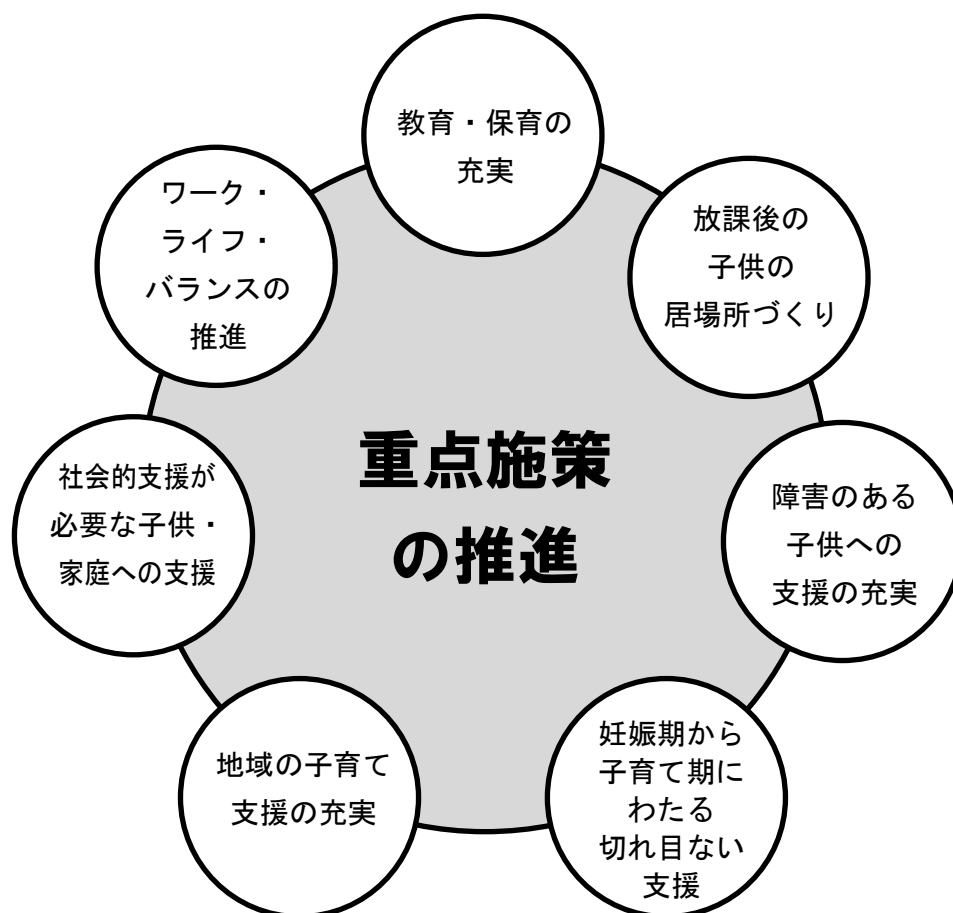 教育・保育の
充実
放課後の
子供の
居場所づくり
障害のある
子供への
支援の充実
妊娠期から
子育て期に
わたる
切れ目ない
支援
地域の子育て
支援の充実
社会的支援が
必要な子供・
家庭への支援
ワーク・
ライフ・
バランスの
推進
重点施策
の推進